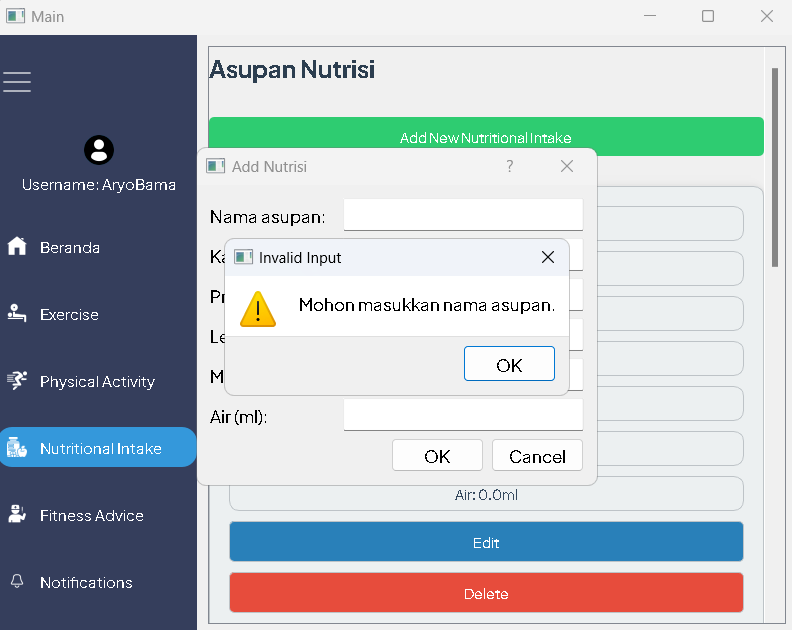 Main
Username: AryoBama
Beranda
Exercise
Physical Activity
Nutritional Intake
Fitness Advice
Notifications
Asupan Nutrisi
Add New Nutritional Intake
Add Nutrisi
?
Nama asupan:
Ka
Pr
Le
M
Air (ml):
OK
Cancel
Invalid Input
Mohon masukkan nama asupan.
OK
Air: 0.0ml
Edit
Delete